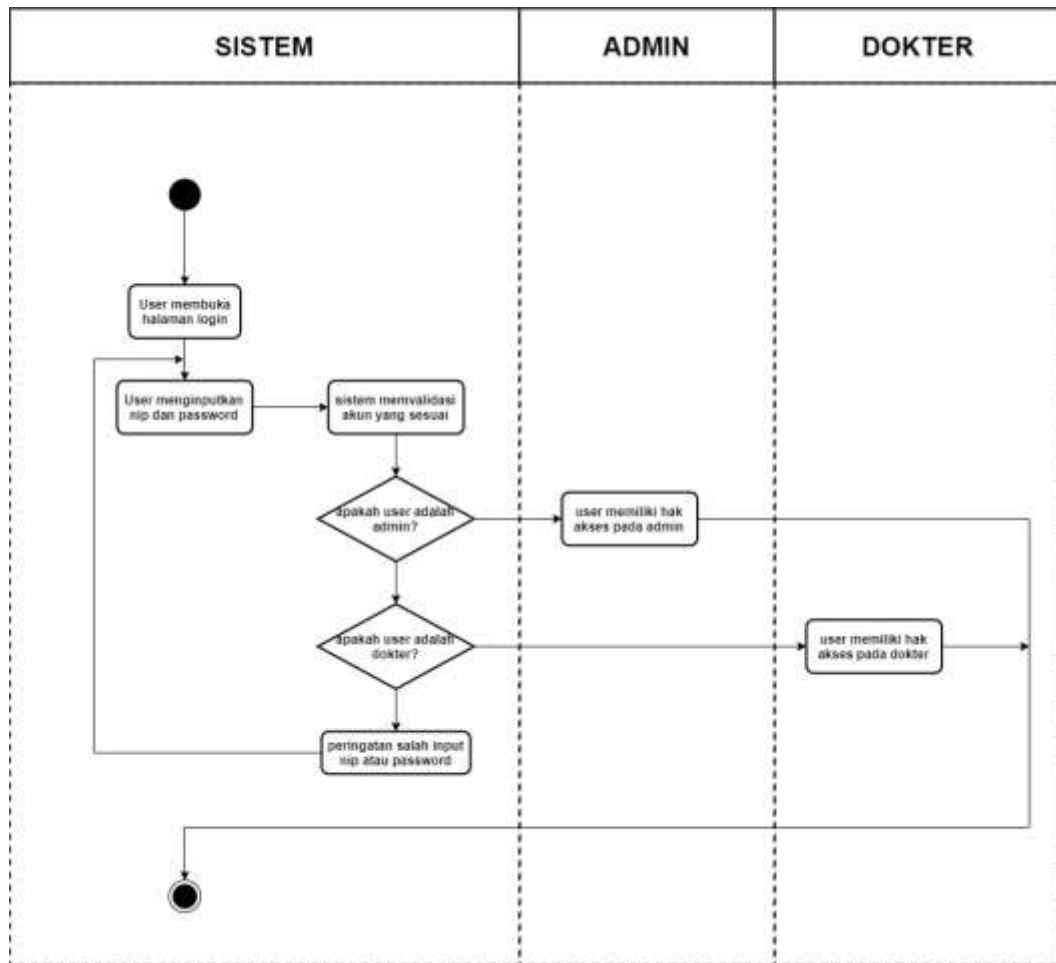 SISTEM
ADMIN
DOKTER
User membuka
halaman login
User menginputkan
nip dan password
sistem memvalidasi
akun yang sesuai
apakah user adalah
admin?
user memiliki hak
akses pada admin
apakah user adalah
dokter?
user memiliki hak
akses pada dokter
peringatan salah input
nip atau password